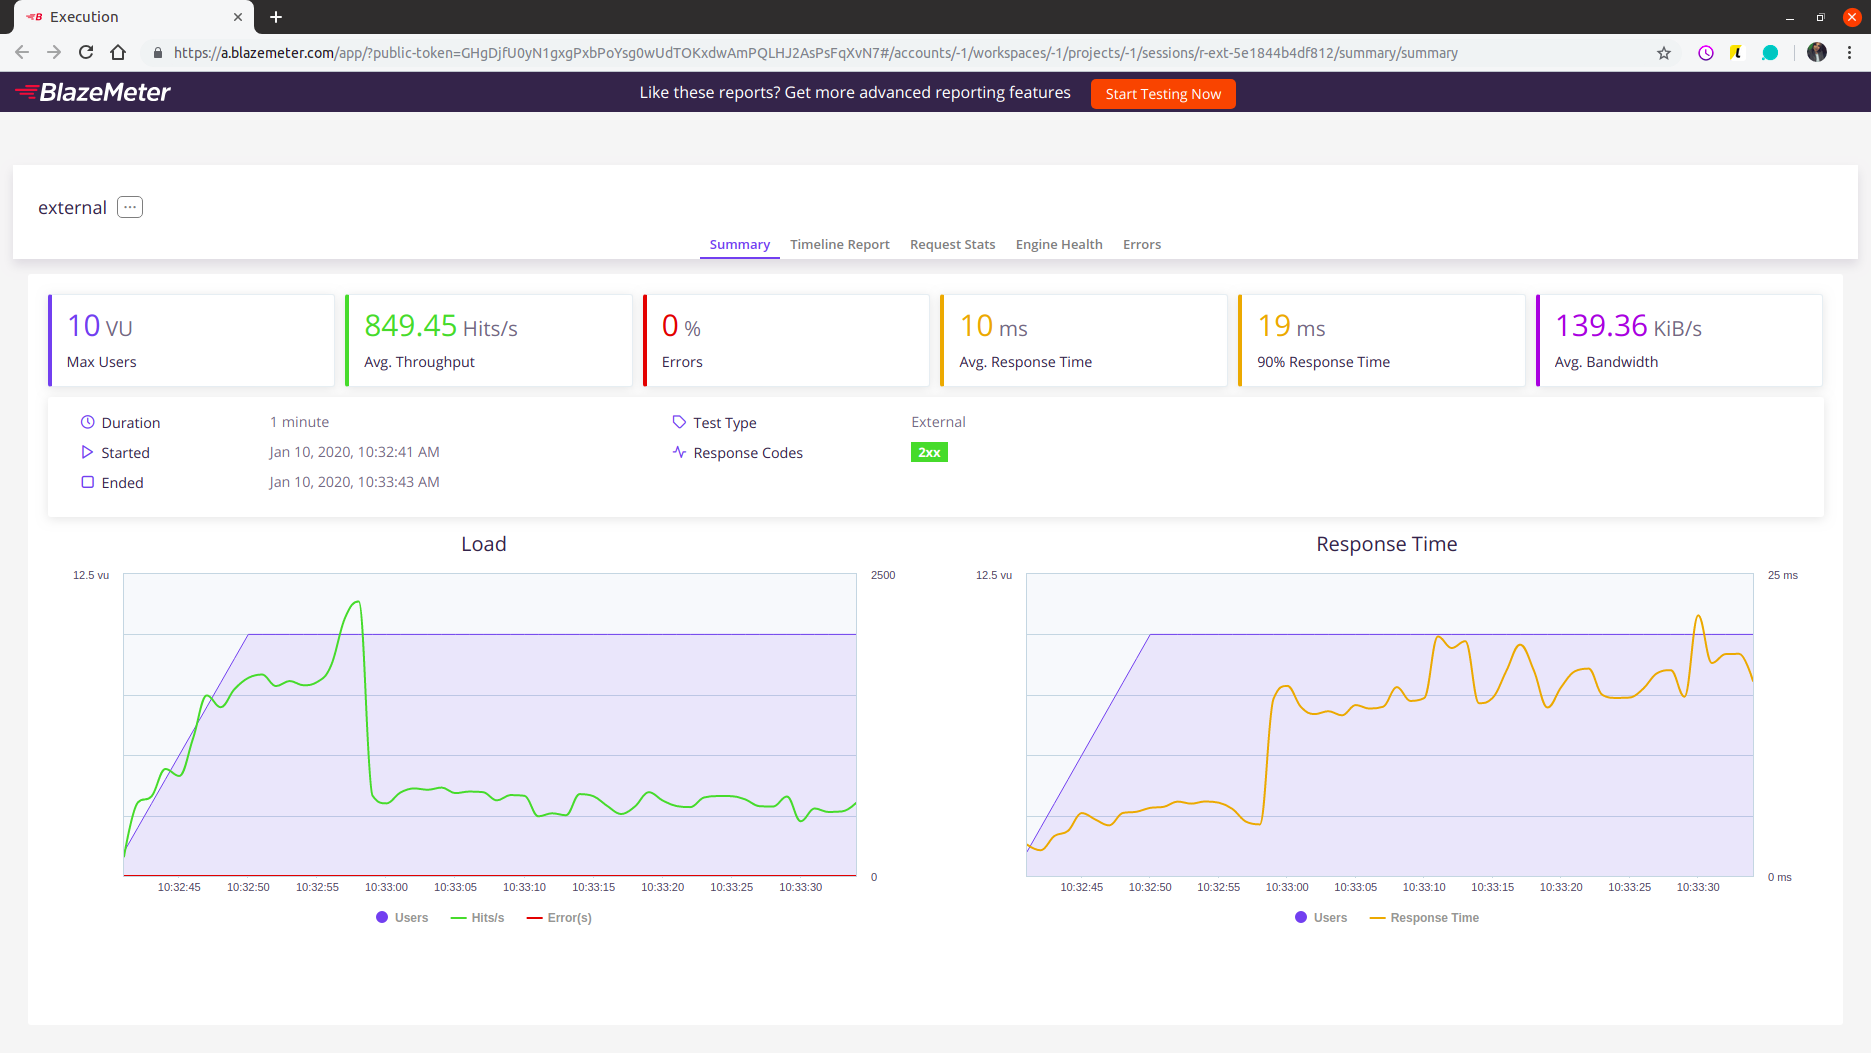 Execution
https://a.blazemeter.com/app/?public-token=GHgDjfU0yN1gxgPxbPoYsg0wUdTOKxdwAmPQLHJ2AsPsFqXvN7#/accounts/-1/workspaces/-1/projects/-1/sessions/r-ext-5e1844b4df812/summary/summary
BlazeMeter
Like these reports? Get more advanced reporting features
Start Testing Now
external
Summary Timeline Report Request Stats Engine Health Errors
10 VU
Max Users
849.45 Hits/s
Avg. Throughput
0 %
Errors
10 ms
Avg. Response Time
19 ms
90% Response Time
139.36 KiB/s
Avg. Bandwidth
Duration 1 minute
Started Jan 10, 2020, 10:32:41 AM
Ended Jan 10, 2020, 10:33:43 AM
Test Type External
Response Codes 2xx
Load
12.5 vu 2500
0
10:32:45 10:32:50 10:32:55 10:33:00 10:33:05 10:33:10 10:33:15 10:33:20 10:33:25 10:33:30
Users Hits/s Error(s)
Response Time
12.5 vu 25 ms
0 ms
10:32:45 10:32:50 10:32:55 10:33:00 10:33:05 10:33:10 10:33:15 10:33:20 10:33:25 10:33:30
Users Response Time